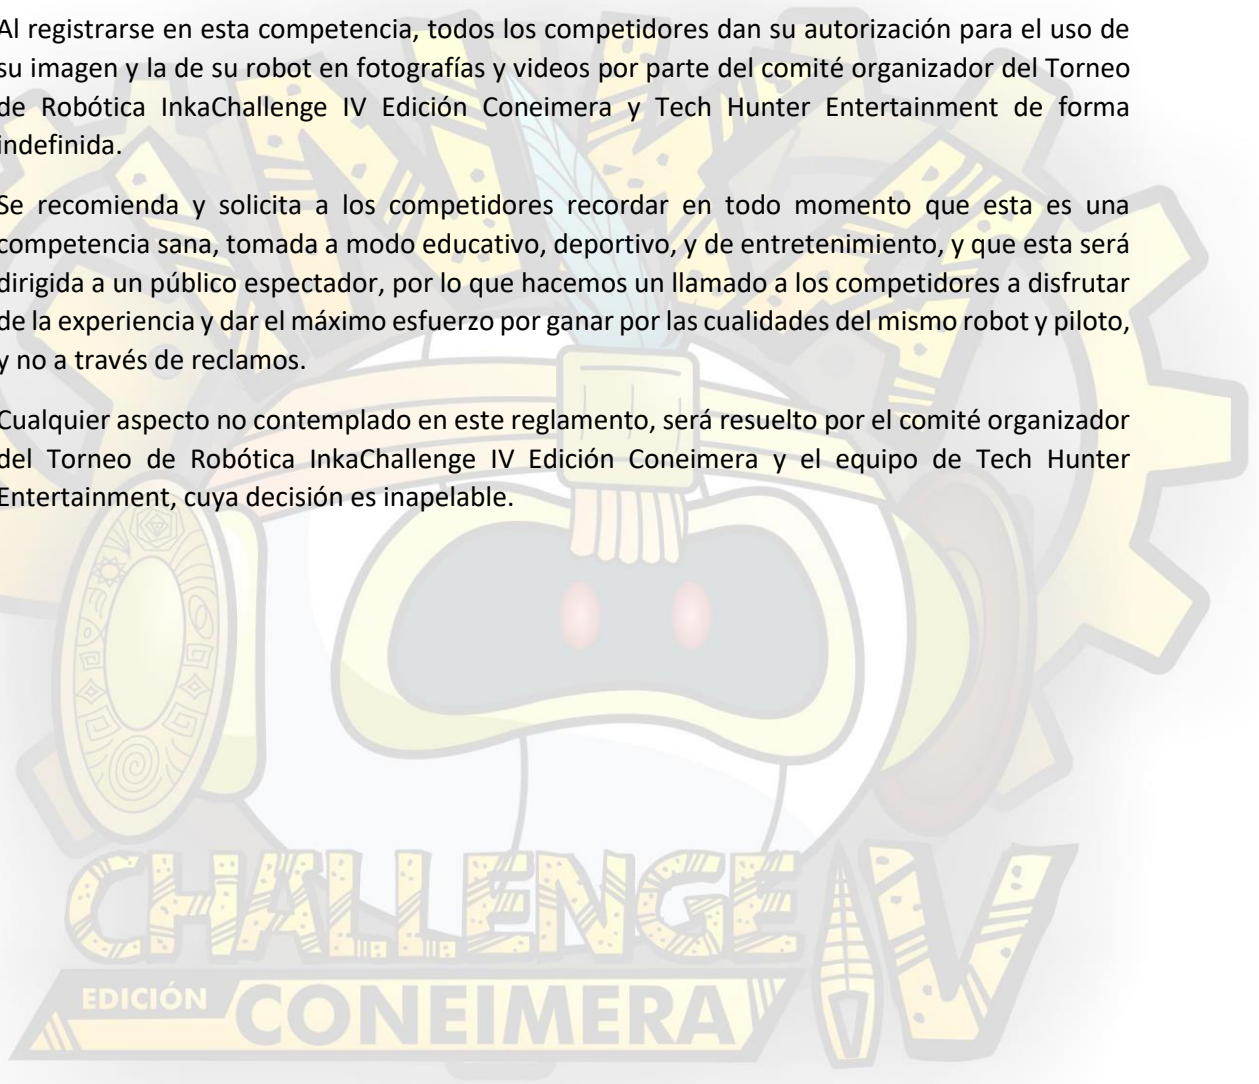 Al registrarse en esta competencia, todos los competidores dan su autorización para el uso de
su imagen y la de su robot en fotografías y videos por parte del comité organizador del Torneo
de Robótica InkaChallenge IV Edición Coneimera y Tech Hunter Entertainment de forma
indefinida.
Se recomienda y solicita a los competidores recordar en todo momento que esta es una
competencia sana, tomada a modo educativo, deportivo, y de entretenimiento, y que esta será
dirigida a un público espectador, por lo que hacemos un llamado a los competidores a disfrutar
de la experiencia y dar el máximo esfuerzo por ganar por las cualidades del mismo robot y piloto,
y no a través de reclamos.
Cualquier aspecto no contemplado en este reglamento, será resuelto por el comité organizador
del Torneo de Robótica InkaChallenge IV Edición Coneimera y el equipo de Tech Hunter
Entertainment, cuya decisión es inapelable.
INKA
CHALLENGE IV
EDICIÓN CONEIMERA